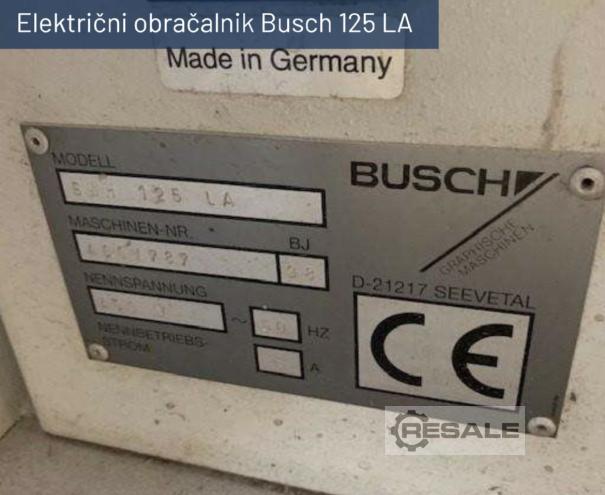 Električni obračalnik Busch 125 LA
Made in Germany
MODELL
125 LA
BUSCH
MASCHINEN-NR.
BJ
GRAPHISCHE
MASCHINEN
NENNSPANNUNG
D-21217 SEEVETAL
~ 50 HZ
NENNBETRIEBS-
STROM
A
CE
RESALE